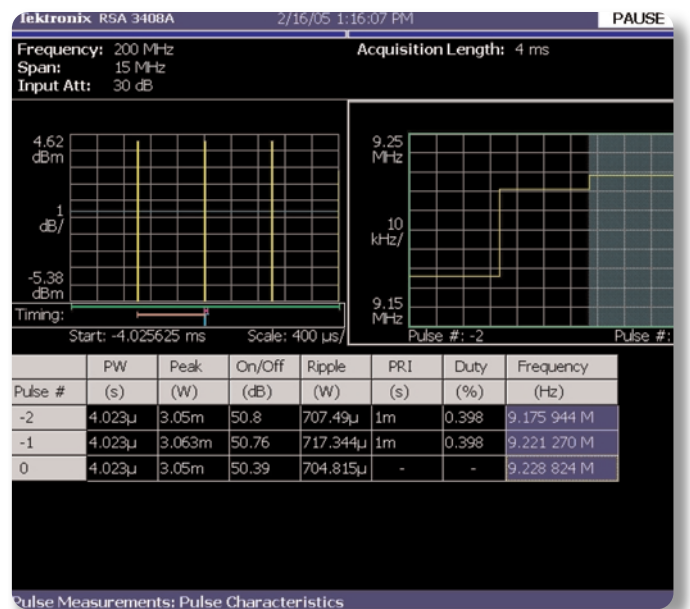 Tektronix RSA 3408A 2/16/05 1:16:07 PM PAUSE
Frequency: 200 MHz Acquisition Length: 4 ms
Span: 15 MHz
Input Att: 30 dB
4.62
dBm
1
dB/
-5.38
dBm
Timing:
Start: -4.025625 ms Scale: 400 µs/
9.25
MHz
10
kHz/
9.15
MHz
Pulse #: -2 Pulse #:
PW Peak On/Off Ripple PRI Duty Frequency
Pulse # (s) (W) (dB) (W) (s) (%) (Hz)
-2 4.023µ 3.05m 50.8 707.49µ 1m 0.398 9.175 944 M
-1 4.023µ 3.063m 50.76 717.344µ 1m 0.398 9.221 270 M
0 4.023µ 3.05m 50.39 704.815µ - - 9.228 824 M
Pulse Measurements: Pulse Characteristics